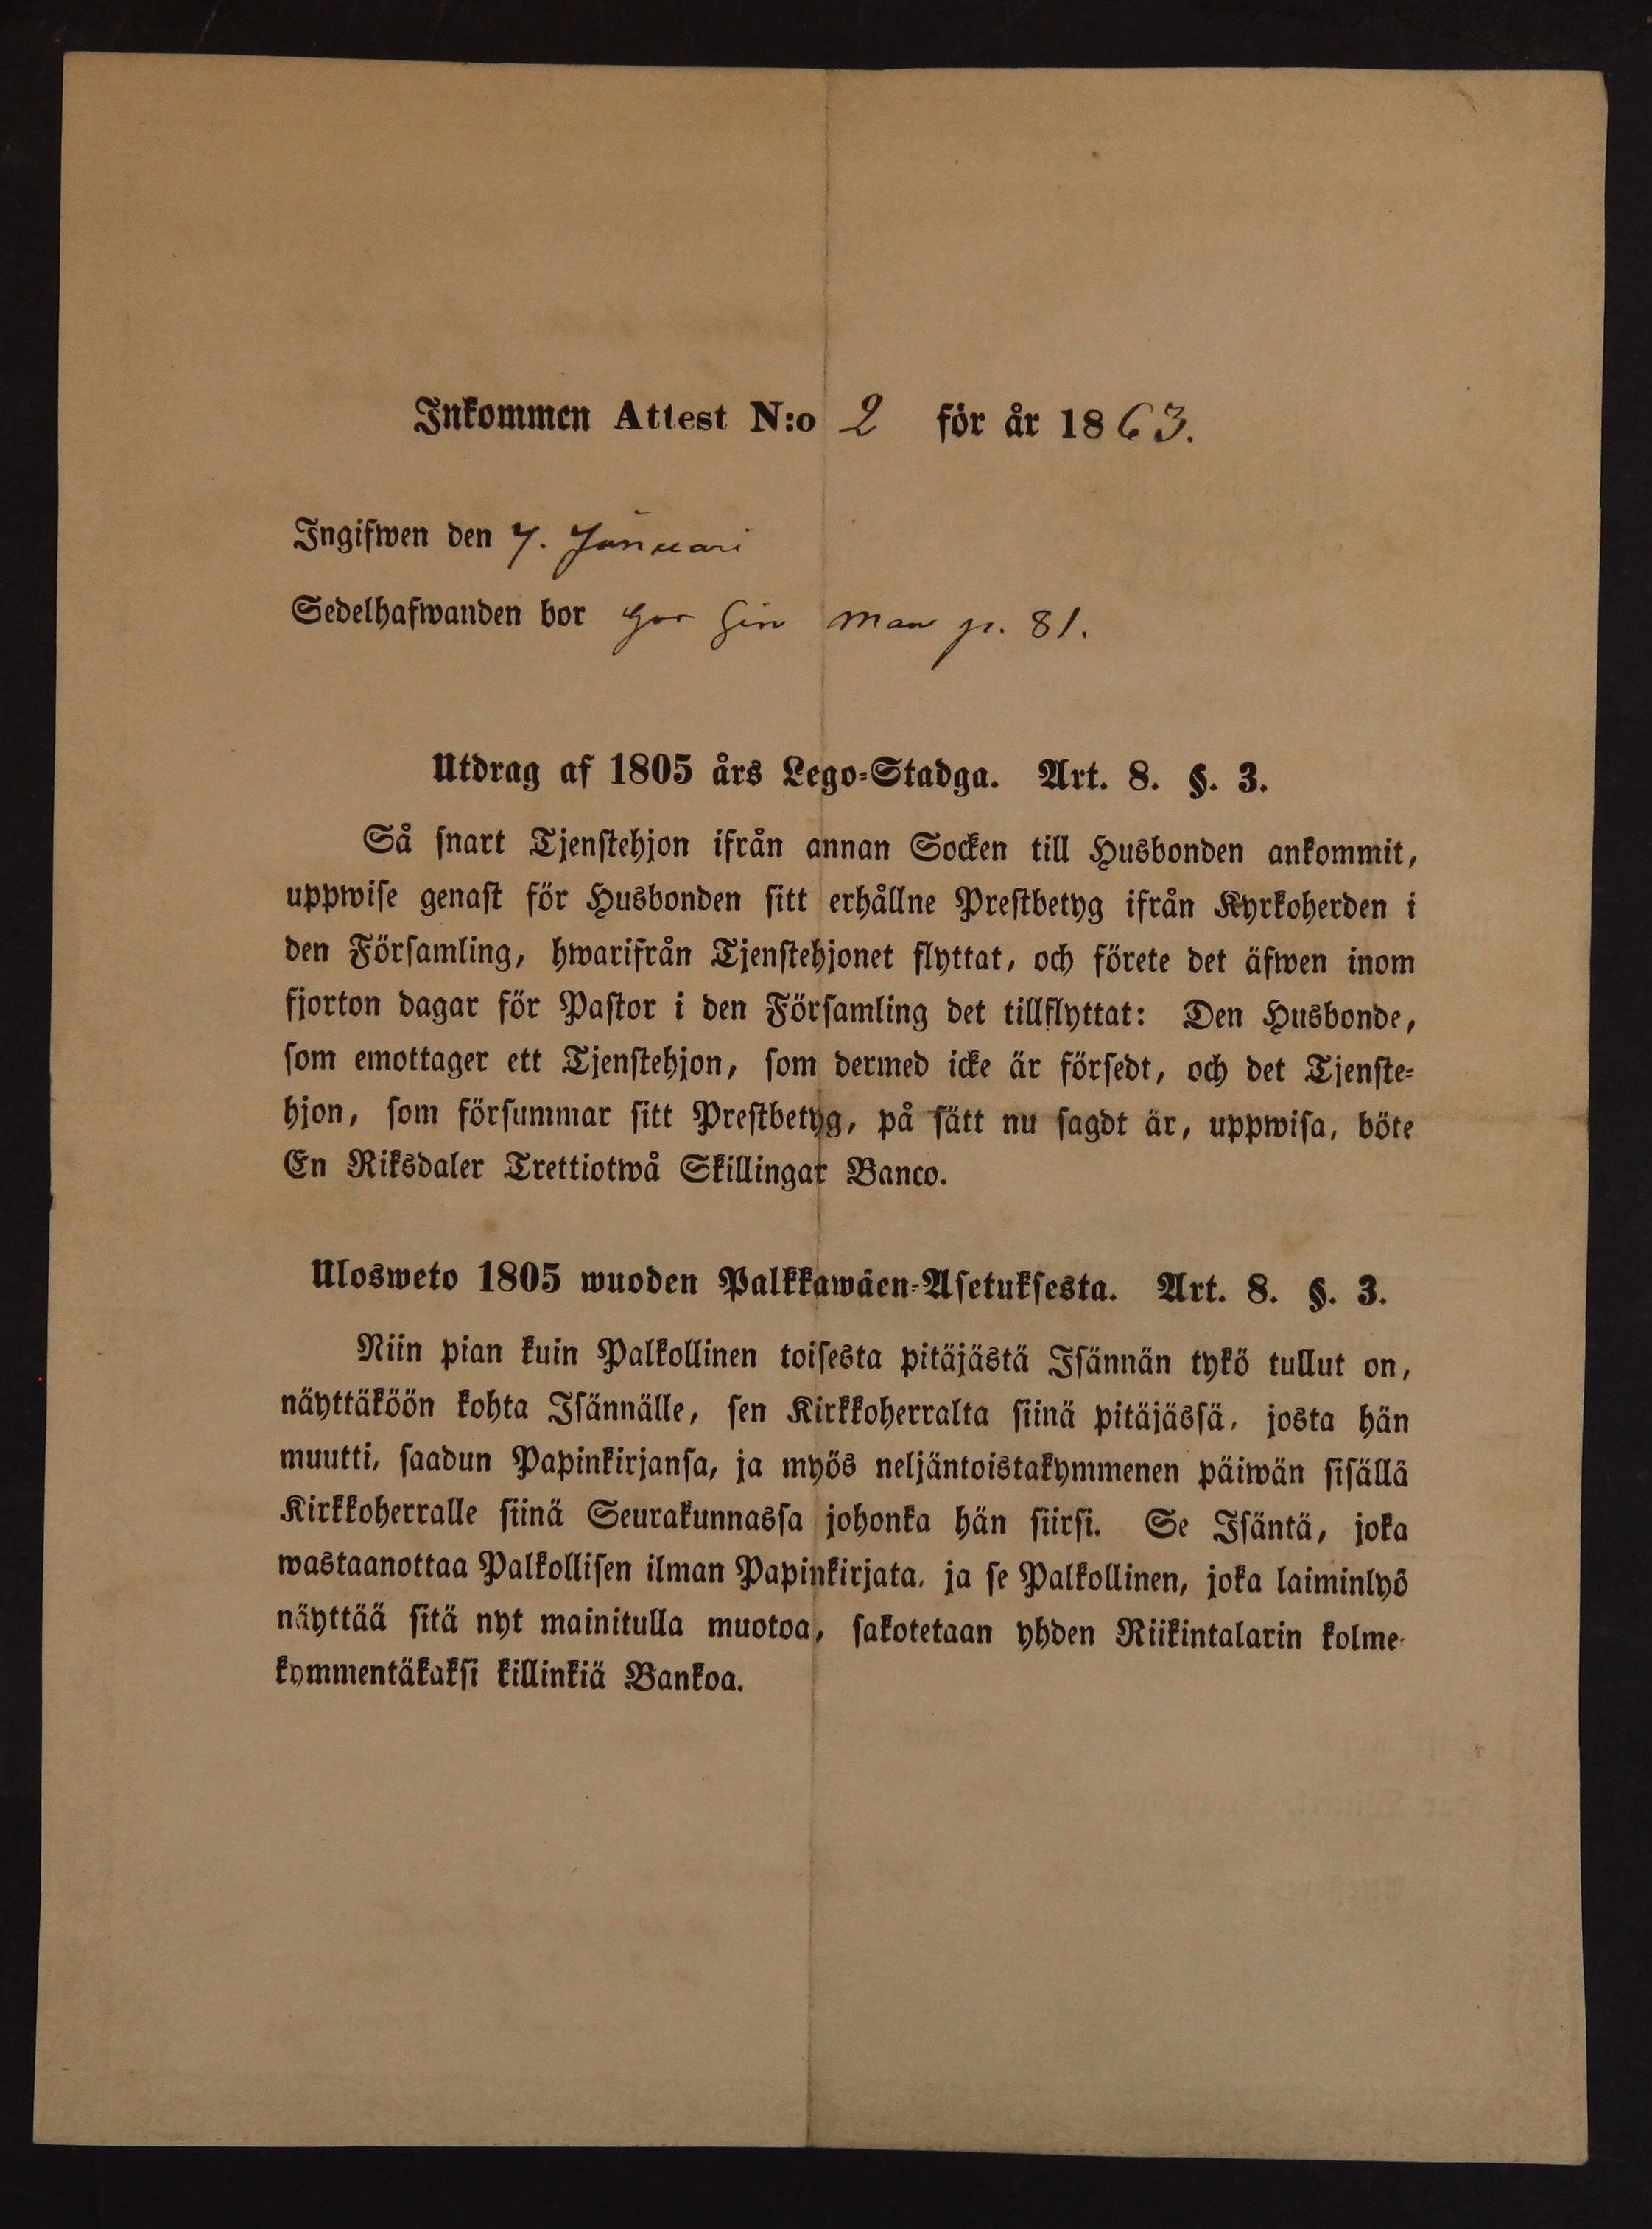 Inkommen Attest N:o 2 för år 1863.
Ingifwen den 7. Januari
Sedelhafwanden bor hos sin man p. 81.
Utdrag af 1805 års Lego-Stadga. Art. 8. §. 3.
Så snart Tjenstehjon ifrån annan Socken till Husbonden ankommit,
uppwise genast för Husbonden sitt erhållne Prestbetyg ifrån Kyrkoherden i
den Församling, hwarifrån Tjenstehjonet flyttat, och förete det äfwen inom
fjorton dagar för Pastor i den Församling det tillflyttat: Den Husbonde,
som emottager ett Tjenstehjon, som dermed icke är försedt, och det Tjenste-
hjon, som försummar sitt Prestbetyg, på sätt nu sagdt är, uppwisa, böte
En Riksdaler Trettiotwå Skillingar Banco.
Ulosweto 1805 wuoden Palkkawäen-Asetuksesta. Art. 8. §. 3.
Niin pian kuin Palkollinen toisesta pitäjästä Isännän tykö tullut on,
näyttäköön kohta Isännälle, sen Kirkkoherralta siinä pitäjässä, josta hän
muutti, saadun Papinkirjansa, ja myös neljäntoistakymmenen päiwän sisällä
Kirkkoherralle siinä Seurakunnassa johonka hän siirsi. Se Isäntä, joka
wastaanottaa Palkollisen ilman Papinkirjata, ja se Palkollinen, joka laiminlyö
näyttää sitä nyt mainitulla muotoa, sakotetaan yhden Riikintalarin kolme-
kymmentäkaksi killinkiä Bankoa.